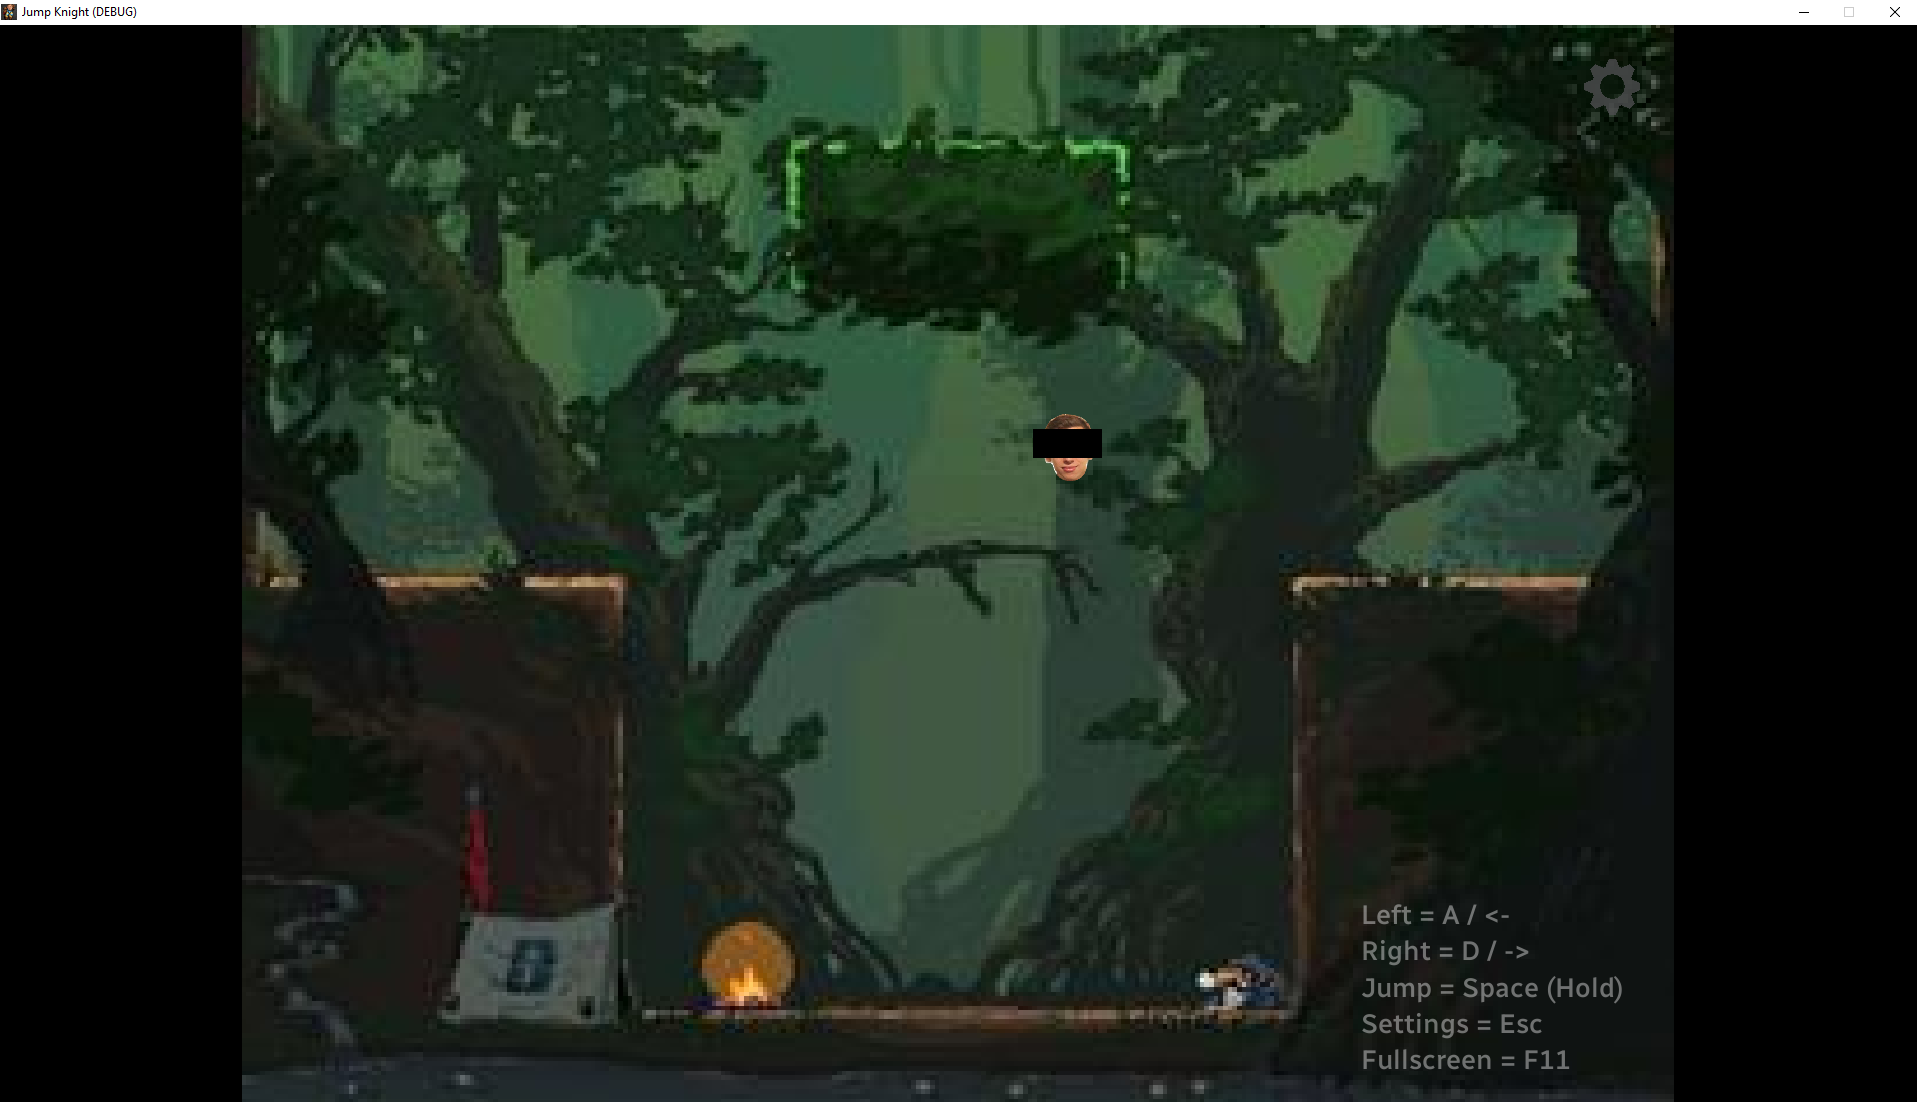 Jump Knight (DEBUG)
Left = A / <-
Right = D / ->
Jump = Space (Hold)
Settings = Esc
Fullscreen = F11